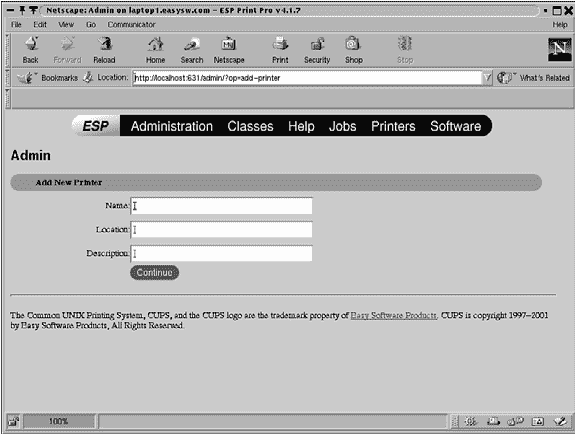 Netscape: Admin on laptop1.easysw.com - ESP Print Pro v4.1.7
File Edit View Go Communicator Help
Back Forward Reload Home Search Netscape Print Security Shop Stop
N
Bookmarks Location: http://localhost:631/admin/?op=add-printer What's Related
ESP Administration Classes Help Jobs Printers Software
Admin
Add New Printer
Name:
Location:
Description:
Continue
The Common UNIX Printing System, CUPS, and the CUPS logo are the trademark property of Easy Software Products. CUPS is copyright 1997-2001
by Easy Software Products, All Rights Reserved.
100%